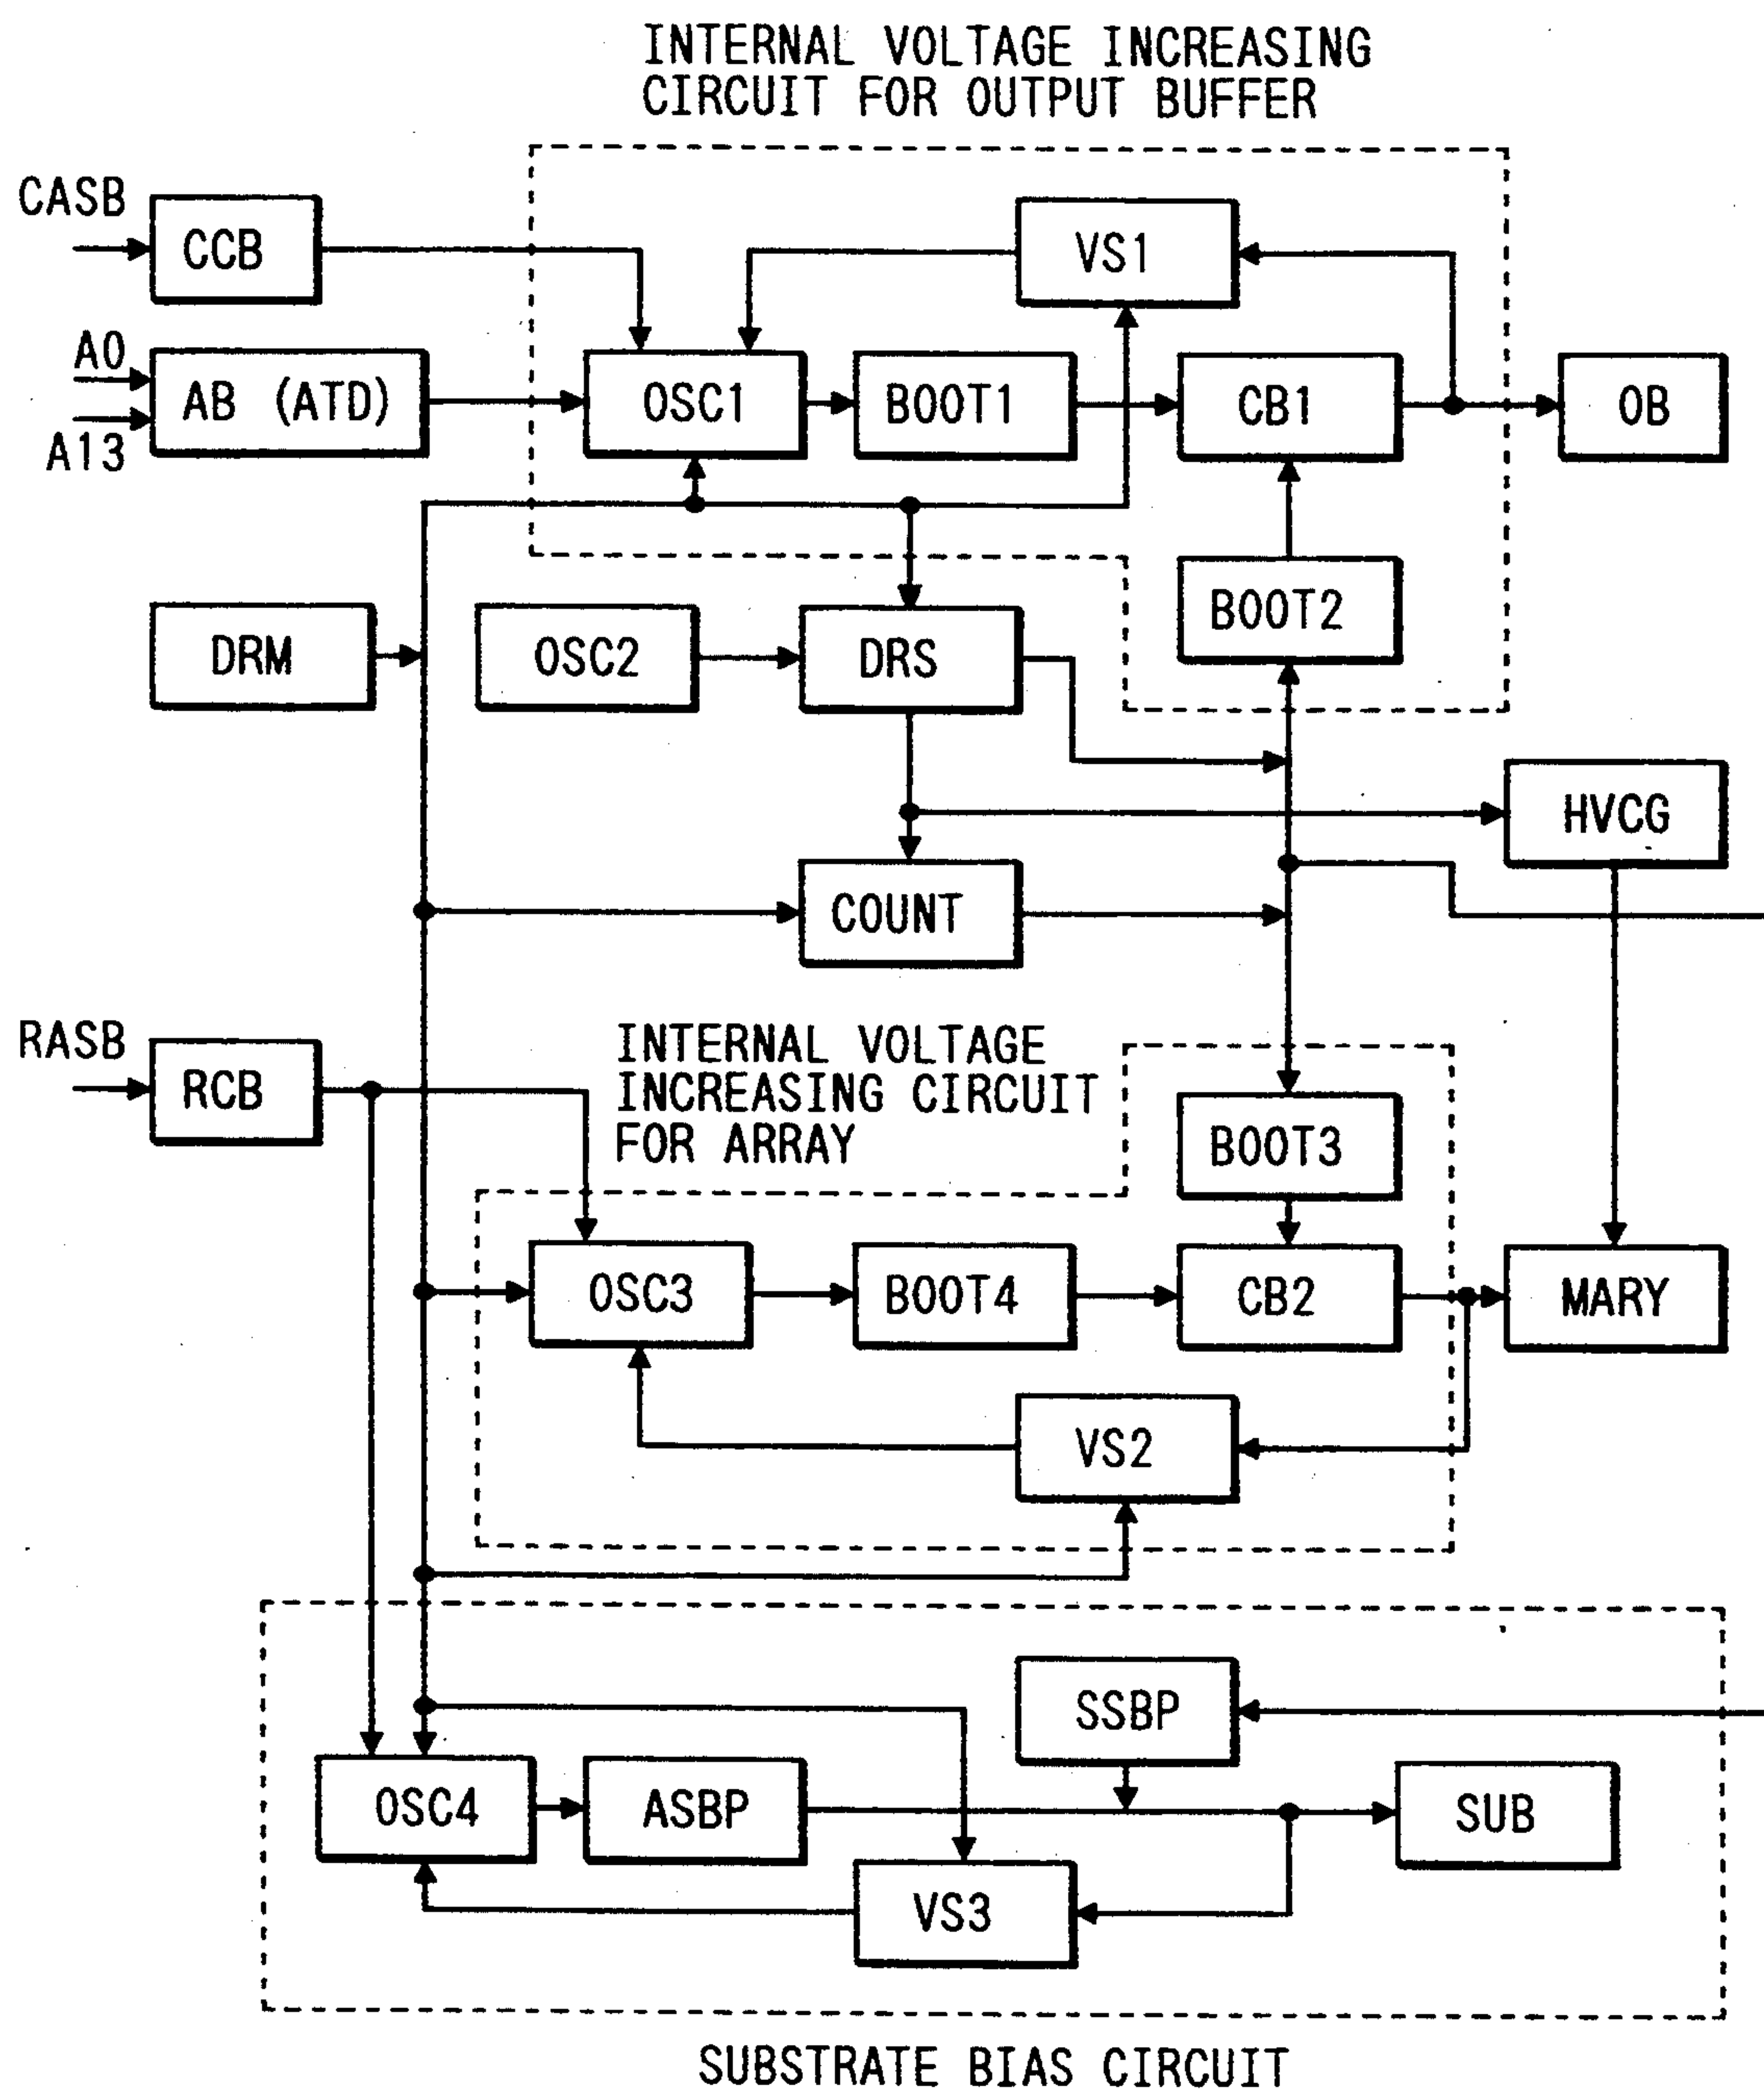 INTERNAL VOLTAGE INCREASING
CIRCUIT FOR OUTPUT BUFFER
CASB
CCB
VS1
A0
A13
AB (ATD)
OSC1
BOOT1
CB1
OB
BOOT2
DRM
OSC2
DRS
HVCG
COUNT
RASB
RCB
INTERNAL VOLTAGE
INCREASING CIRCUIT
FOR ARRAY
BOOT3
OSC3
BOOT4
CB2
MARY
VS2
SSBP
OSC4
ASBP
SUB
VS3
SUBSTRATE BIAS CIRCUIT